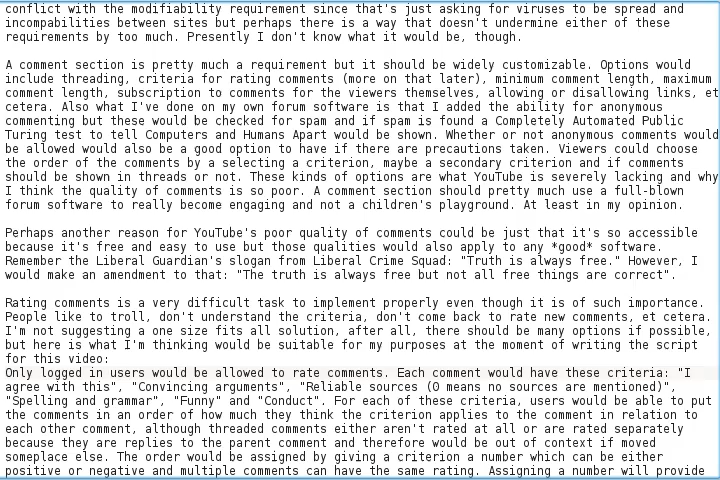 conflict with the modifiability requirement since that's just asking for viruses to be spread and
incompabilities between sites but perhaps there is a way that doesn't undermine either of these
requirements by too much. Presently I don't know what it would be, though.

A comment section is pretty much a requirement but it should be widely customizable. Options would
include threading, criteria for rating comments (more on that later), minimum comment length, maximum
comment length, subscription to comments for the viewers themselves, allowing or disallowing links, et
cetera. Also what I've done on my own forum software is that I added the ability for anonymous
commenting but these would be checked for spam and if spam is found a Completely Automated Public
Turing test to tell Computers and Humans Apart would be shown. Whether or not anonymous comments would
be allowed would also be a good option to have if there are precautions taken. Viewers could choose
the order of the comments by a selecting a criterion, maybe a secondary criterion and if comments
should be shown in threads or not. These kinds of options are what YouTube is severely lacking and why
I think the quality of comments is so poor. A comment section should pretty much use a full-blown
forum software to really become engaging and not a children's playground. At least in my opinion.

Perhaps another reason for YouTube's poor quality of comments could be just that it's so accessible
because it's free and easy to use but those qualities would also apply to any *good* software.
Remember the Liberal Guardian's slogan from Liberal Crime Squad: "Truth is always free." However, I
would make an amendment to that: "The truth is always free but not all free things are correct".

Rating comments is a very difficult task to implement properly even though it is of such importance.
People like to troll, don't understand the criteria, don't come back to rate new comments, et cetera.
I'm not suggesting a one size fits all solution, after all, there should be many options if possible,
but here is what I'm thinking would be suitable for my purposes at the moment of writing the script
for this video:
Only logged in users would be allowed to rate comments. Each comment would have these criteria: "I
agree with this", "Convincing arguments", "Reliable sources (0 means no sources are mentioned)",
"Spelling and grammar", "Funny" and "Conduct". For each of these criteria, users would be able to put
the comments in an order of how much they think the criterion applies to the comment in relation to
each other comment, although threaded comments either aren't rated at all or are rated separately
because they are replies to the parent comment and therefore would be out of context if moved
someplace else. The order would be assigned by giving a criterion a number which can be either
positive or negative and multiple comments can have the same rating. Assigning a number will provide